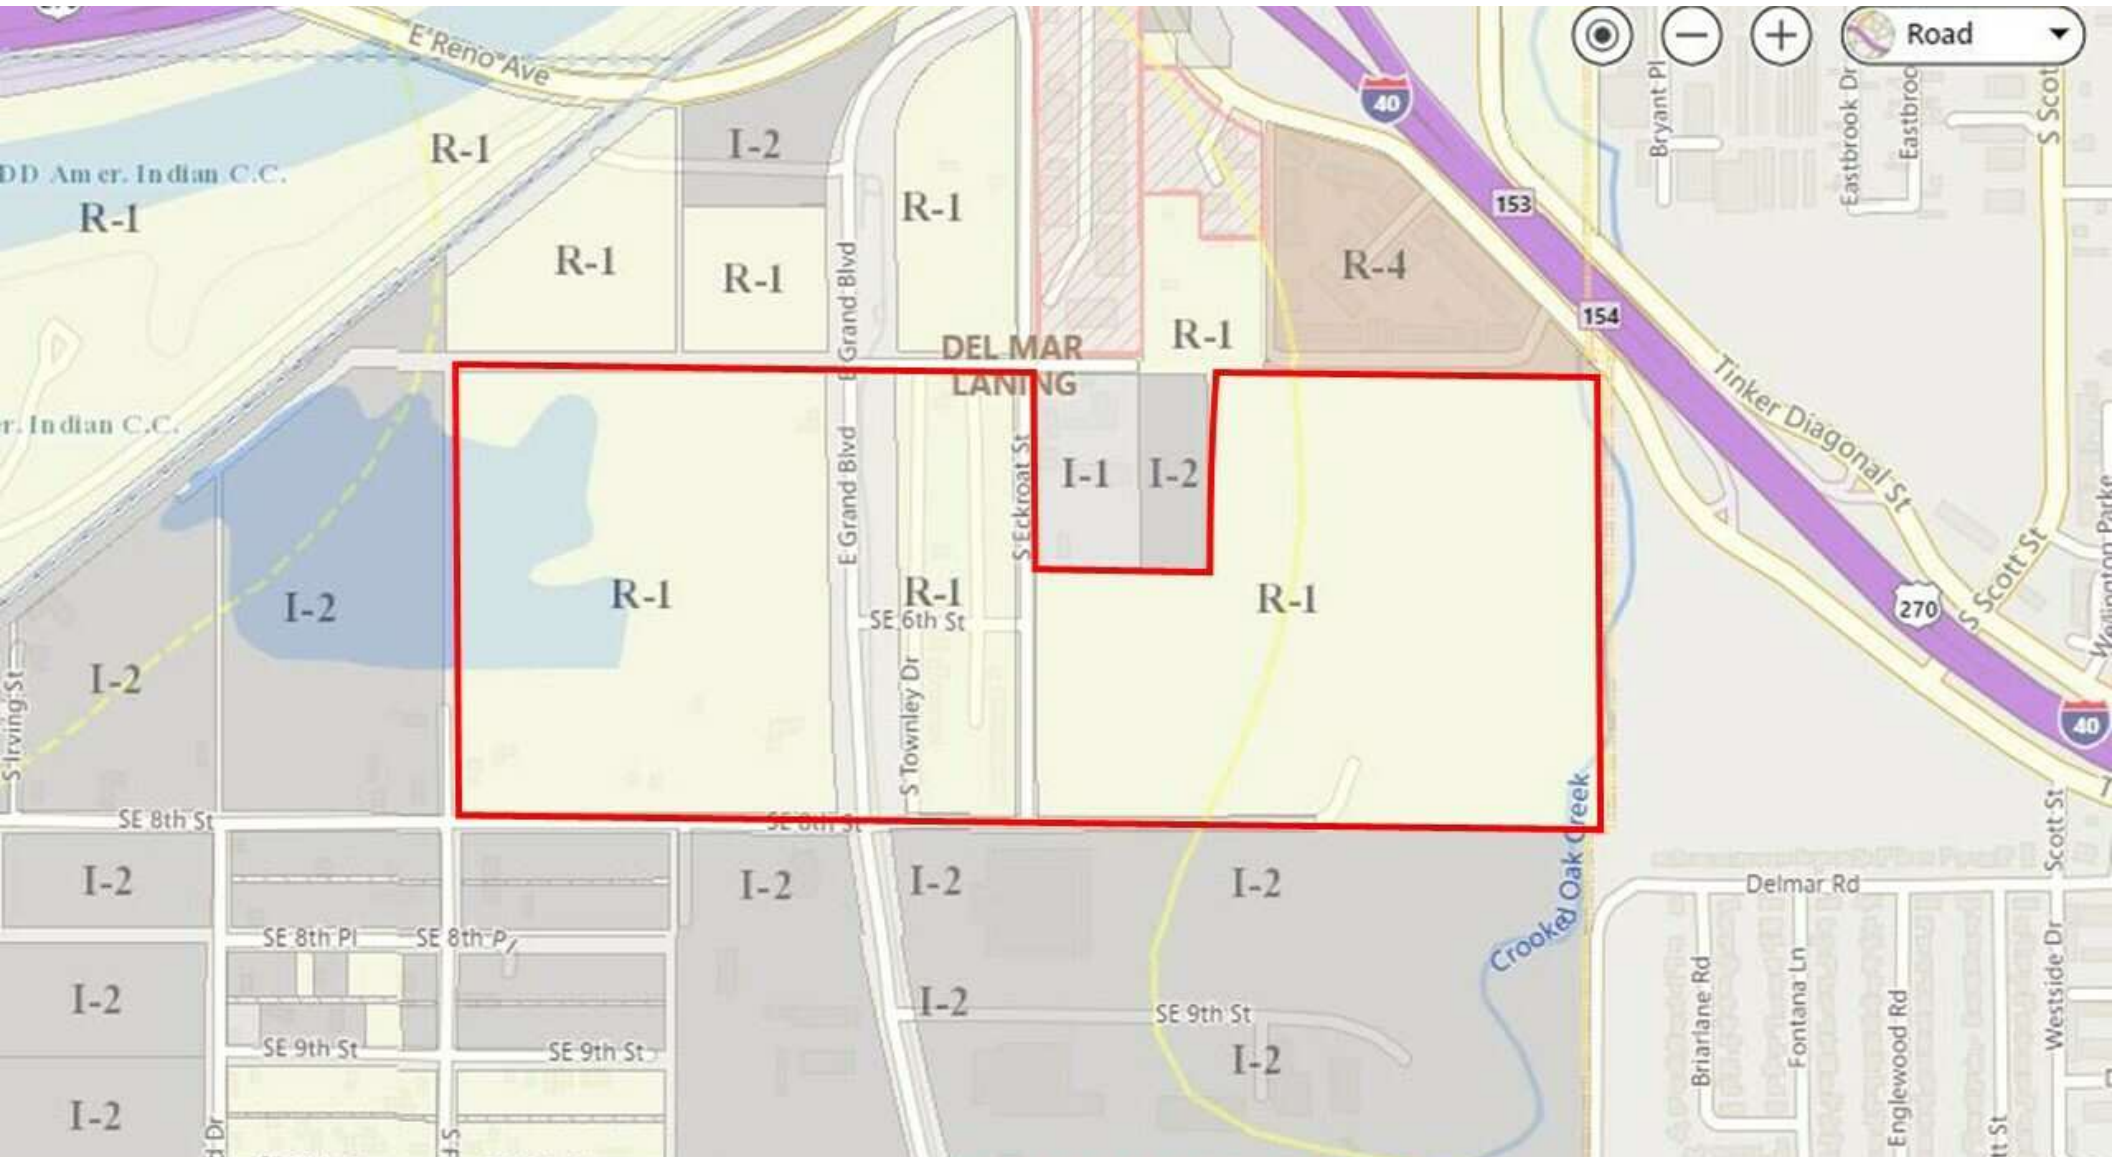 E Reno Ave
40
Road
Bryant Pl
Eastbrook Dr
S Scott
R-1
I-2
DD Amer. Indian C.C.
R-1
R-1
153
R-1
R-1
E Grand Blvd
R-4
154
R-1
DEL MAR
LANING
Tinker Diagonal St
r. Indian C.C.
S Eckroat St
I-1
I-2
E Grand Blvd
S Scott St
R-1
R-1
R-1
I-2
SE 6th St
270
I-2
S Irving St
S Townley Dr
40
Crooked Oak Creek
SE 8th St
SE 8th St
Scott St
I-2
I-2
I-2
I-2
Delmar Rd
SE 8th Pl
SE 8th Pl
I-2
I-2
SE 9th St
Briarlane Rd
Fontana Ln
Englewood Rd
Westside Dr
SE 9th St
SE 9th St
I-2
I-2